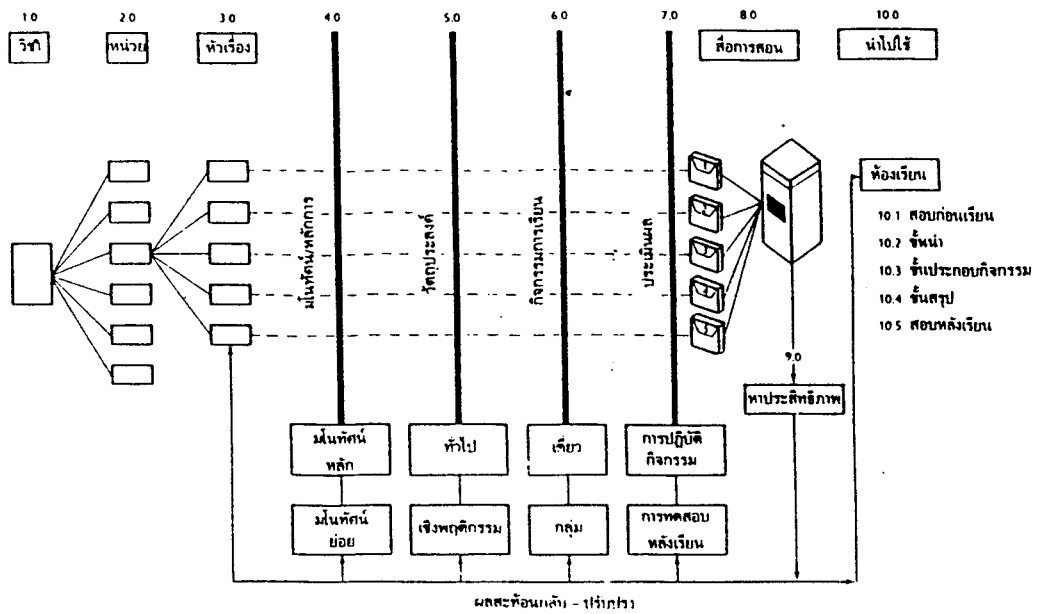 1.0
2.0
3.0
4.0
5.0
6.0
7.0
8.0
10.0
วิชา
หน่วย
หัวเรื่อง
สื่อการสอน
นำไปใช้
มโนทัศน์/หลักการ
วัตถุประสงค์
กิจกรรมการเรียน
ประเมินผล
ห้องเรียน
10.1 สอบก่อนเรียน
10.2 ขั้นนำ
10.3 ขั้นประกอบกิจกรรม
10.4 ขั้นสรุป
10.5 สอบหลังเรียน
9.0
หาประสิทธิภาพ
มโนทัศน์
หลัก
ทั่วไป
เดี่ยว
การปฏิบัติ
กิจกรรม
มโนทัศน์
ย่อย
เชิงพฤติกรรม
กลุ่ม
การทดสอบ
หลังเรียน
ผลสะท้อนกลับ - ปรับปรุง